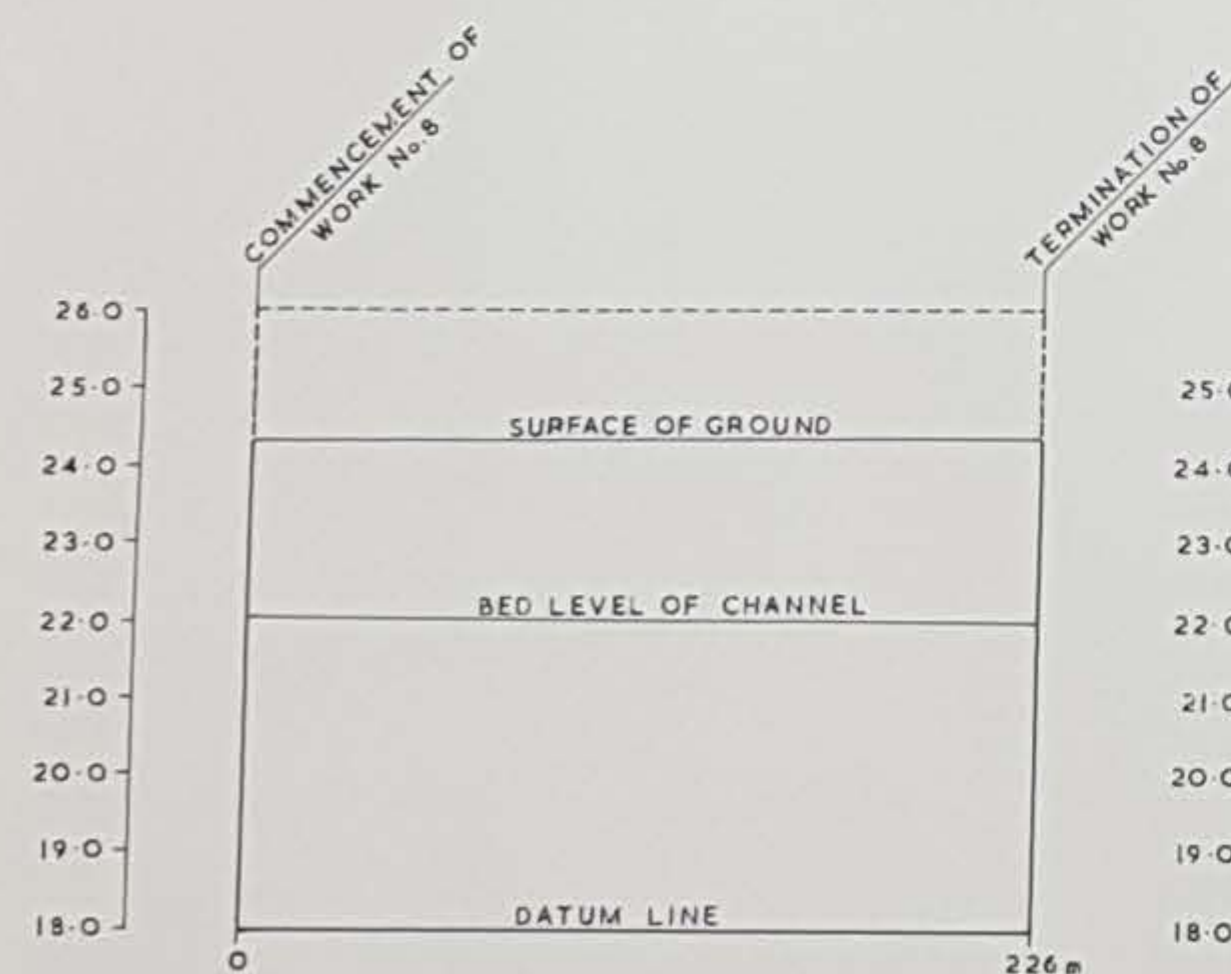 COMMENCEMENT OF
WORK No. 8
TERMINATION OF
WORK No. 8
26·0
25·0
24·0
23·0
22·0
21·0
20·0
19·0
18·0
SURFACE OF GROUND
BED LEVEL OF CHANNEL
DATUM LINE
0
226 m
25·0
24·0
23·0
22·0
21·0
20·0
19·0
18·0